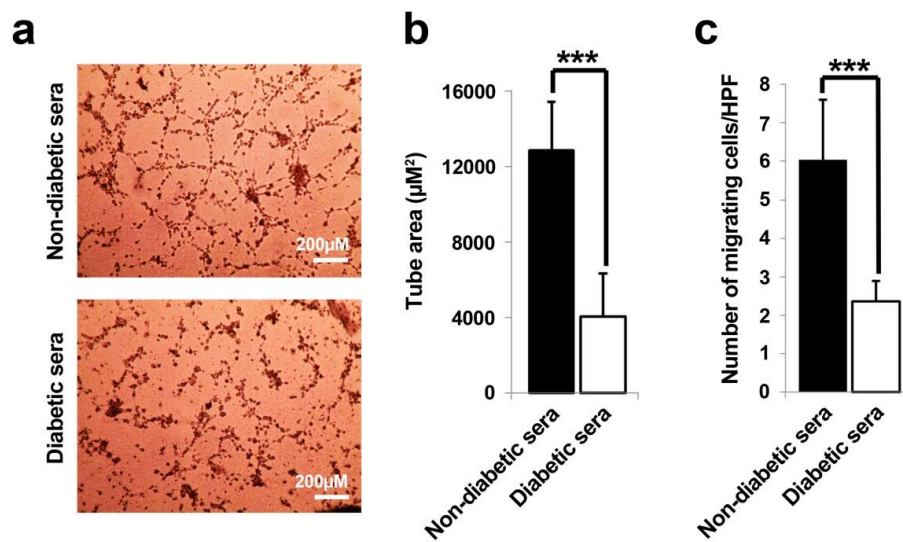 a
Non-diabetic sera
200µM
Diabetic sera
200µM
b
***
Tube area (µM²)
16000
12000
8000
4000
0
Non-diabetic sera
Diabetic sera
c
***
Number of migrating cells/HPF
8
7
6
5
4
3
2
1
0
Non-diabetic sera
Diabetic sera